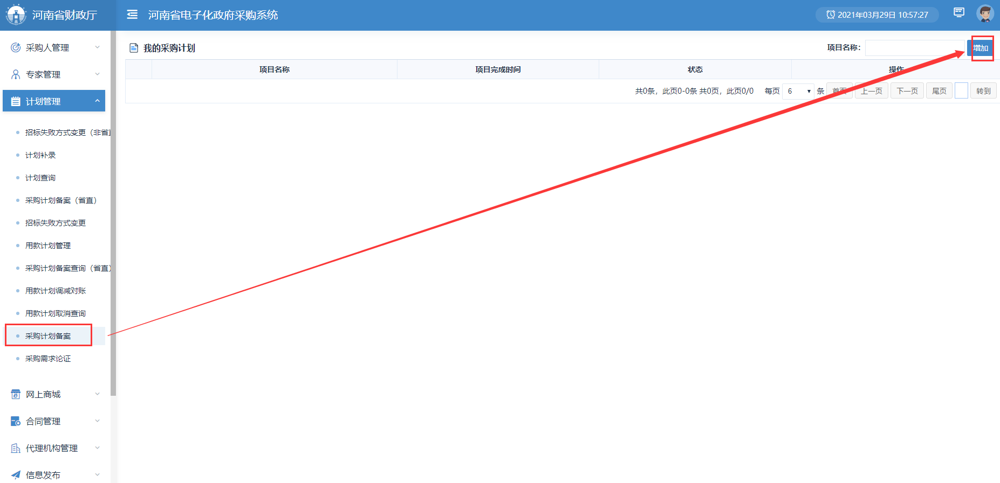 河南省财政厅
河南省电子化政府采购系统
2021年03月29日 10:57:27
采购人管理
专家管理
计划管理
招标失败方式变更（非省直
计划补录
计划查询
采购计划备案（省直）
招标失败方式变更
用款计划管理
采购计划备案查询（省直）
用款计划调减对账
用款计划取消查询
采购计划备案
采购需求论证
网上商城
合同管理
代理机构管理
信息发布
我的采购计划
项目名称：
增加
项目名称 项目完成时间 状态 操作
共0条，此页0-0条 共0页，此页0/0 每页 6 条 首页 上一页 下一页 尾页 转到